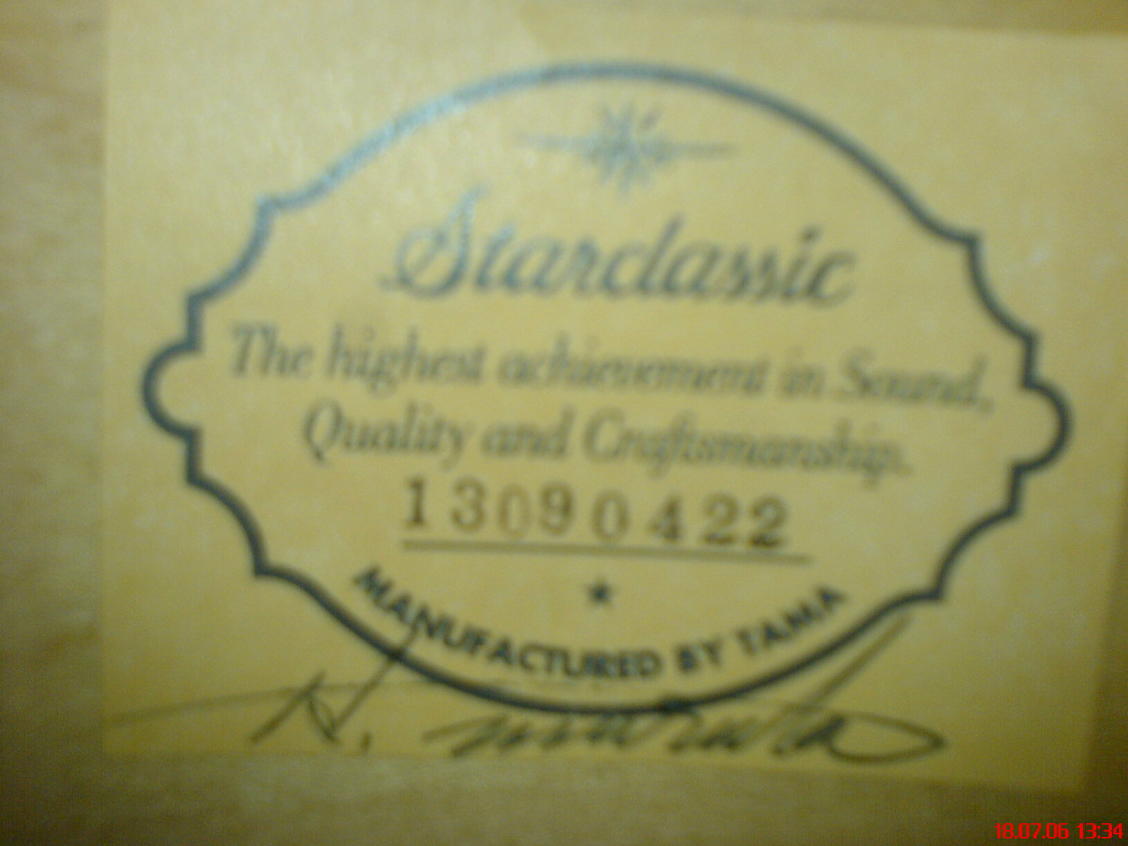 Starclassic
The highest achievement in Sound,
Quality and Craftsmanship.
13090422
MANUFACTURED BY TAMA
H.
18.07.06 13:34